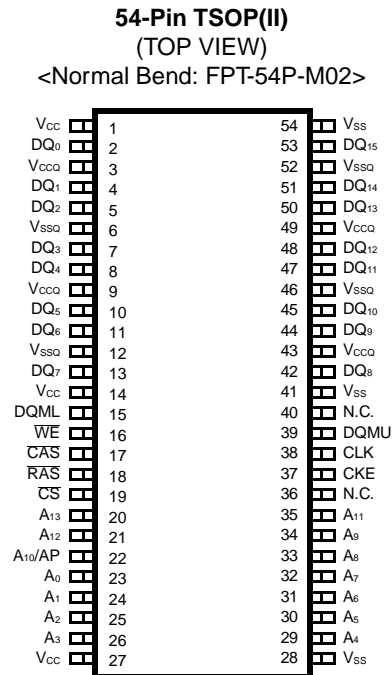 54-Pin TSOP(II)
(TOP VIEW)
<Normal Bend: FPT-54P-M02>
VCC 1 54 VSS
DQ0 2 53 DQ15
VCCQ 3 52 VSSQ
DQ1 4 51 DQ14
DQ2 5 50 DQ13
VSSQ 6 49 VCCQ
DQ3 7 48 DQ12
DQ4 8 47 DQ11
VCCQ 9 46 VSSQ
DQ5 10 45 DQ10
DQ6 11 44 DQ9
VSSQ 12 43 VCCQ
DQ7 13 42 DQ8
VCC 14 41 VSS
DQML 15 40 N.C.
WE 16 39 DQMU
CAS 17 38 CLK
RAS 18 37 CKE
CS 19 36 N.C.
A13 20 35 A11
A12 21 34 A9
A10/AP 22 33 A8
A0 23 32 A7
A1 24 31 A6
A2 25 30 A5
A3 26 29 A4
VCC 27 28 VSS